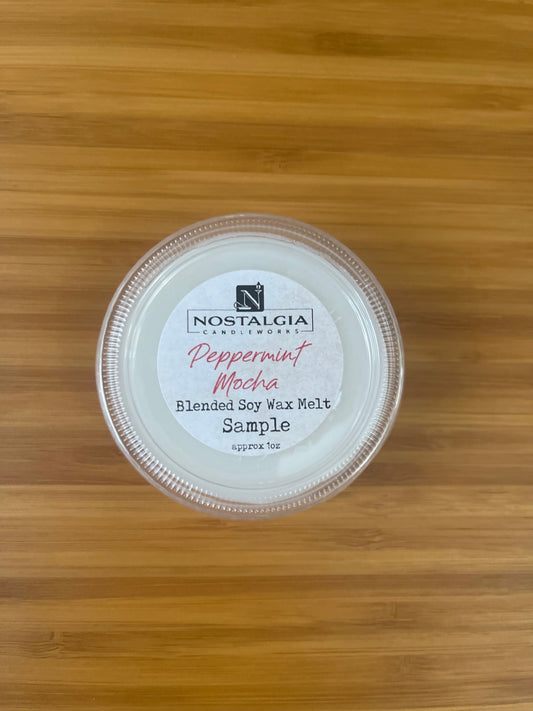 N
NOSTALGIA
CANDLEWORKS
Peppermint
Mocha
Blended Soy Wax Melt
Sample
approx 1oz